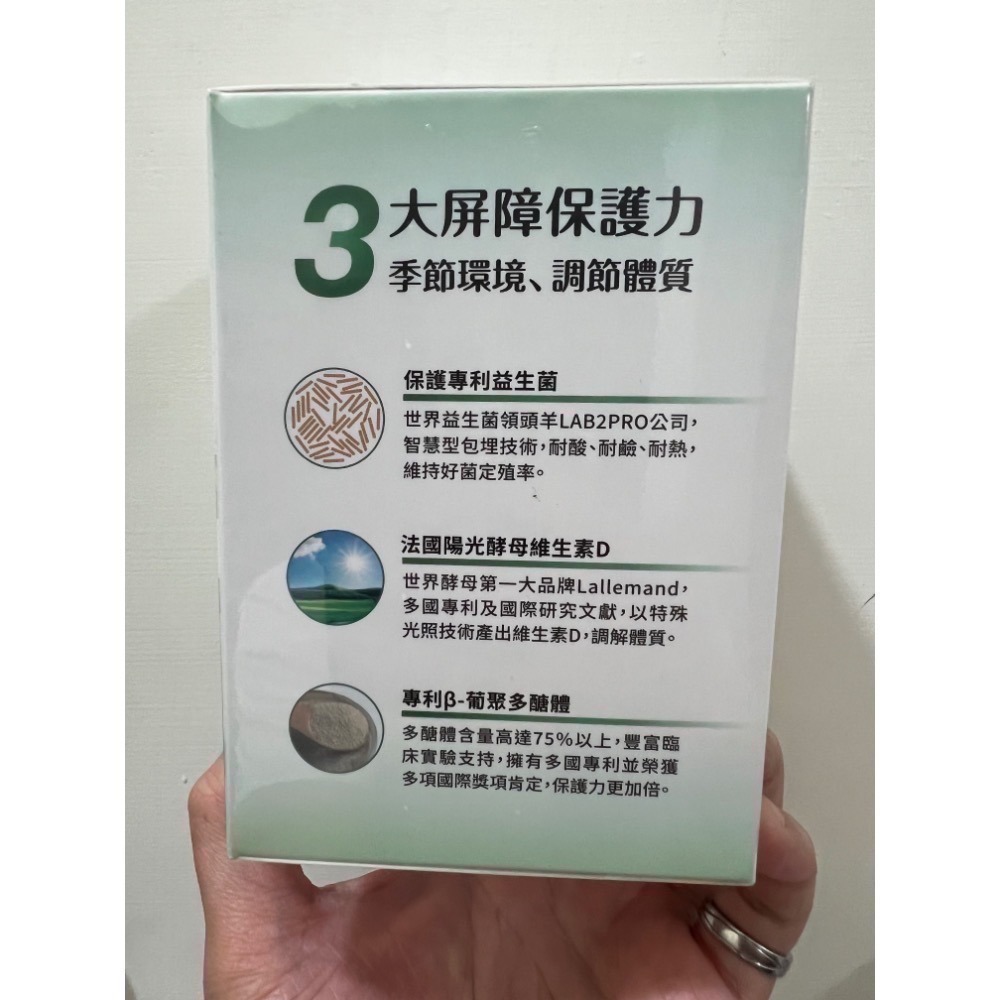 3大屏障保護力
季節環境、調節體質
保護專利益生菌
世界益生菌領頭羊LAB2PRO公司，
智慧型包埋技術，耐酸、耐鹼、耐熱，
維持好菌定殖率。
法國陽光酵母維生素D
世界酵母第一大品牌Lallemand，
多國專利及國際研究文獻，以特殊
光照技術產出維生素D，調解體質。
專利β-葡聚多醣體
多醣體含量高達75%以上，豐富臨
床實驗支持，擁有多國專利並榮獲
多項國際獎項肯定，保護力更加倍。